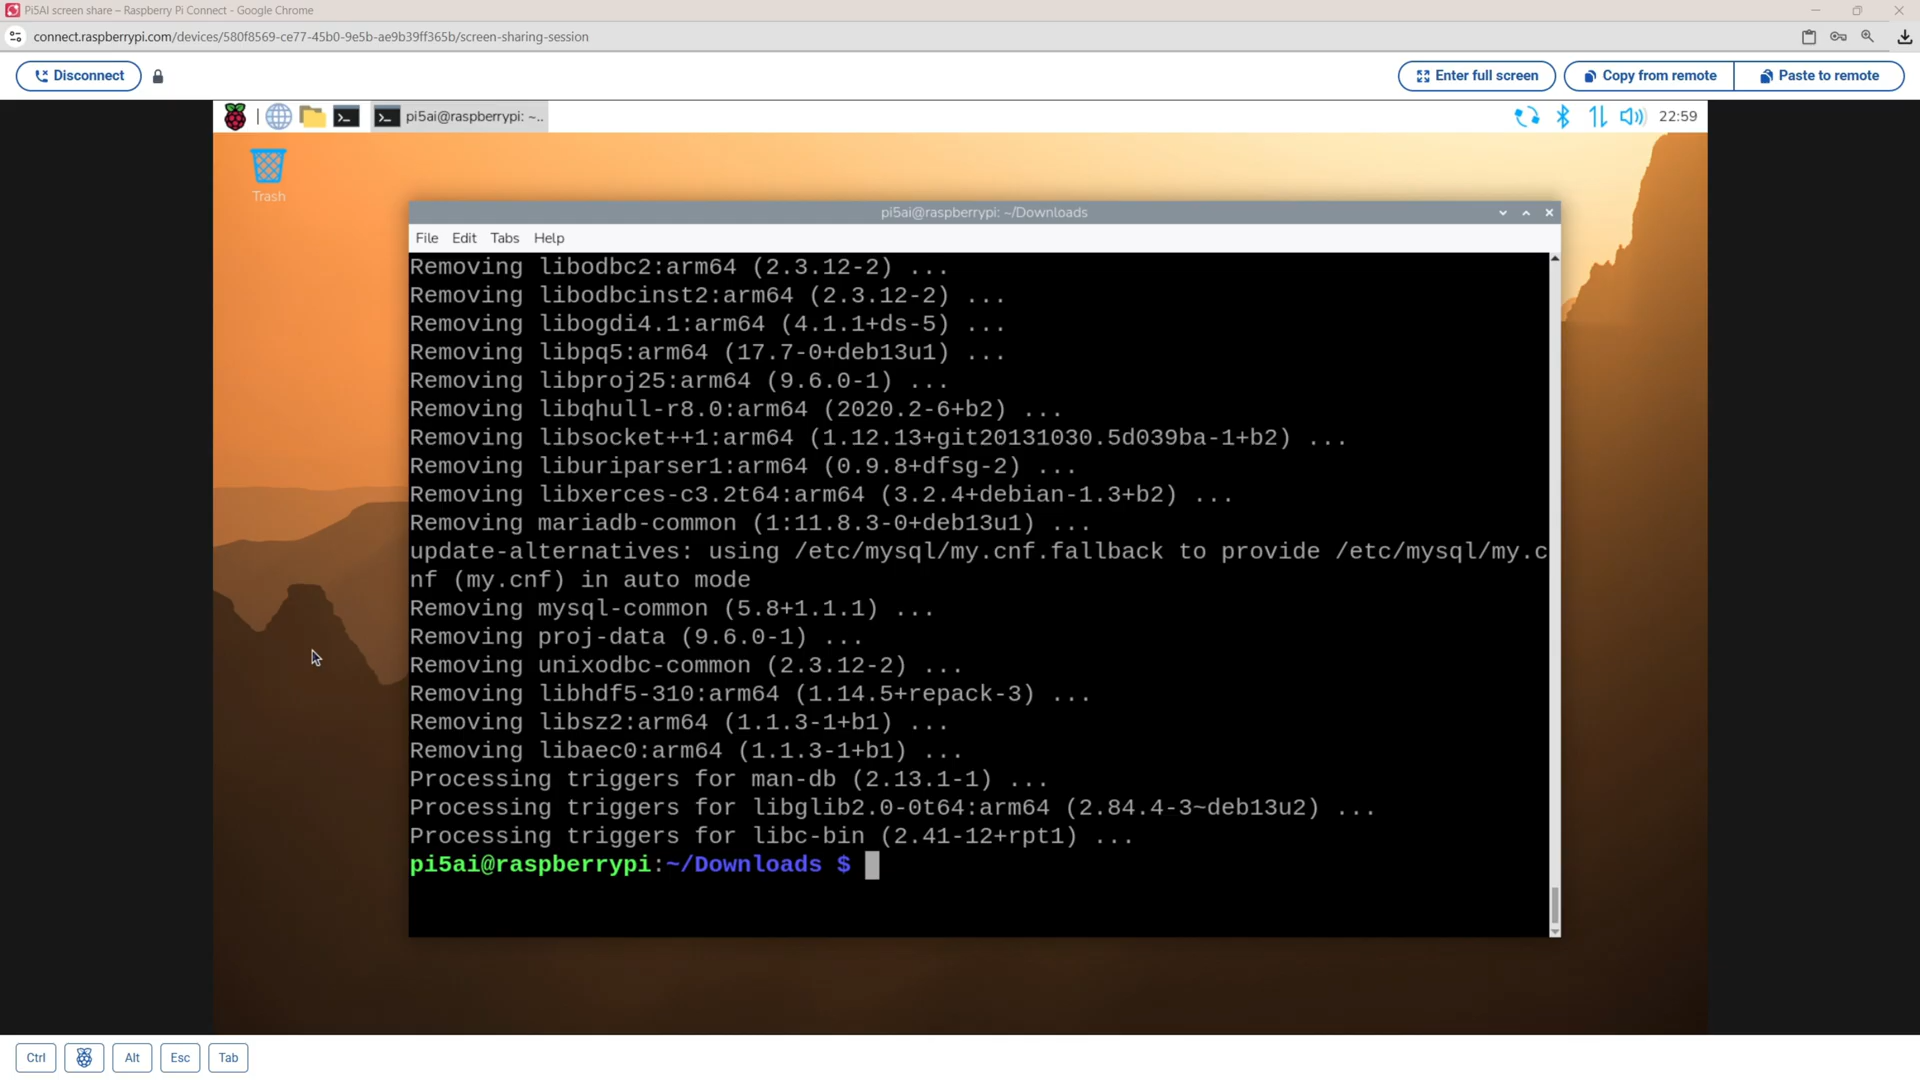 Pi5AI screen share – Raspberry Pi Connect - Google Chrome
connect.raspberrypi.com/devices/580f8569-ce77-45b0-9e5b-ae9b39ff365b/screen-sharing-session
Disconnect
Enter full screen
Copy from remote
Paste to remote
pi5ai@raspberrypi: ~..
22:59
Trash
pi5ai@raspberrypi: ~/Downloads
File Edit Tabs Help
Removing libodbc2:arm64 (2.3.12-2) ...
Removing libodbcinst2:arm64 (2.3.12-2) ...
Removing libogdi4.1:arm64 (4.1.1+ds-5) ...
Removing libpq5:arm64 (17.7-0+deb13u1) ...
Removing libproj25:arm64 (9.6.0-1) ...
Removing libqhull-r8.0:arm64 (2020.2-6+b2) ...
Removing libsocket++1:arm64 (1.12.13+git20131030.5d039ba-1+b2) ...
Removing liburiparser1:arm64 (0.9.8+dfsg-2) ...
Removing libxerces-c3.2t64:arm64 (3.2.4+debian-1.3+b2) ...
Removing mariadb-common (1:11.8.3-0+deb13u1) ...
update-alternatives: using /etc/mysql/my.cnf.fallback to provide /etc/mysql/my.c
nf (my.cnf) in auto mode
Removing mysql-common (5.8+1.1.1) ...
Removing proj-data (9.6.0-1) ...
Removing unixodbc-common (2.3.12-2) ...
Removing libhdf5-310:arm64 (1.14.5+repack-3) ...
Removing libsz2:arm64 (1.1.3-1+b1) ...
Removing libaec0:arm64 (1.1.3-1+b1) ...
Processing triggers for man-db (2.13.1-1) ...
Processing triggers for libglib2.0-0t64:arm64 (2.84.4-3~deb13u2) ...
Processing triggers for libc-bin (2.41-12+rpt1) ...
pi5ai@raspberrypi:~/Downloads $
Ctrl
Alt
Esc
Tab